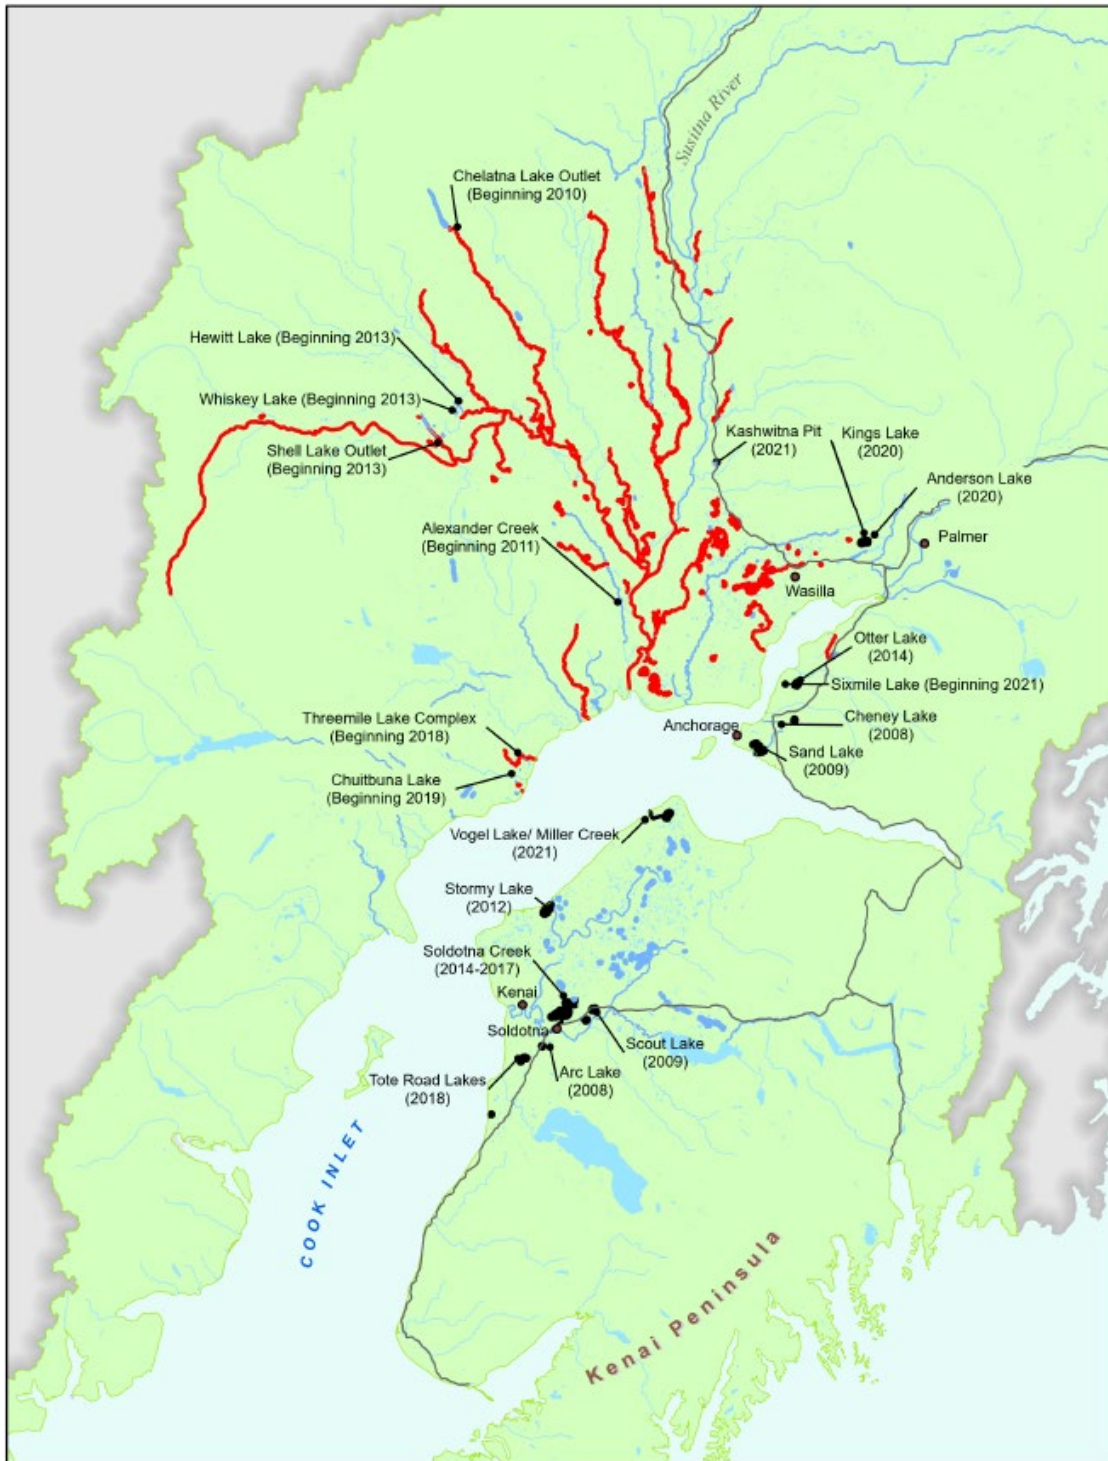 Susitna River
Chelatna Lake Outlet
(Beginning 2010)
Hewitt Lake (Beginning 2013)
Whiskey Lake (Beginning 2013)
Shell Lake Outlet
(Beginning 2013)
Kashwitna Pit
(2021)
Kings Lake
(2020)
Anderson Lake
(2020)
Alexander Creek
(Beginning 2011)
Palmer
Wasilla
Otter Lake
(2014)
Sixmile Lake (Beginning 2021)
Threemile Lake Complex
(Beginning 2018)
Anchorage
Cheney Lake
(2008)
Sand Lake
(2009)
Chuitbuna Lake
(Beginning 2019)
Vogel Lake/ Miller Creek
(2021)
Stormy Lake
(2012)
Soldotna Creek
(2014-2017)
Kenai
Soldotna
Scout Lake
(2009)
Arc Lake
(2008)
Tote Road Lakes
(2018)
COOK INLET
Kenai Peninsula